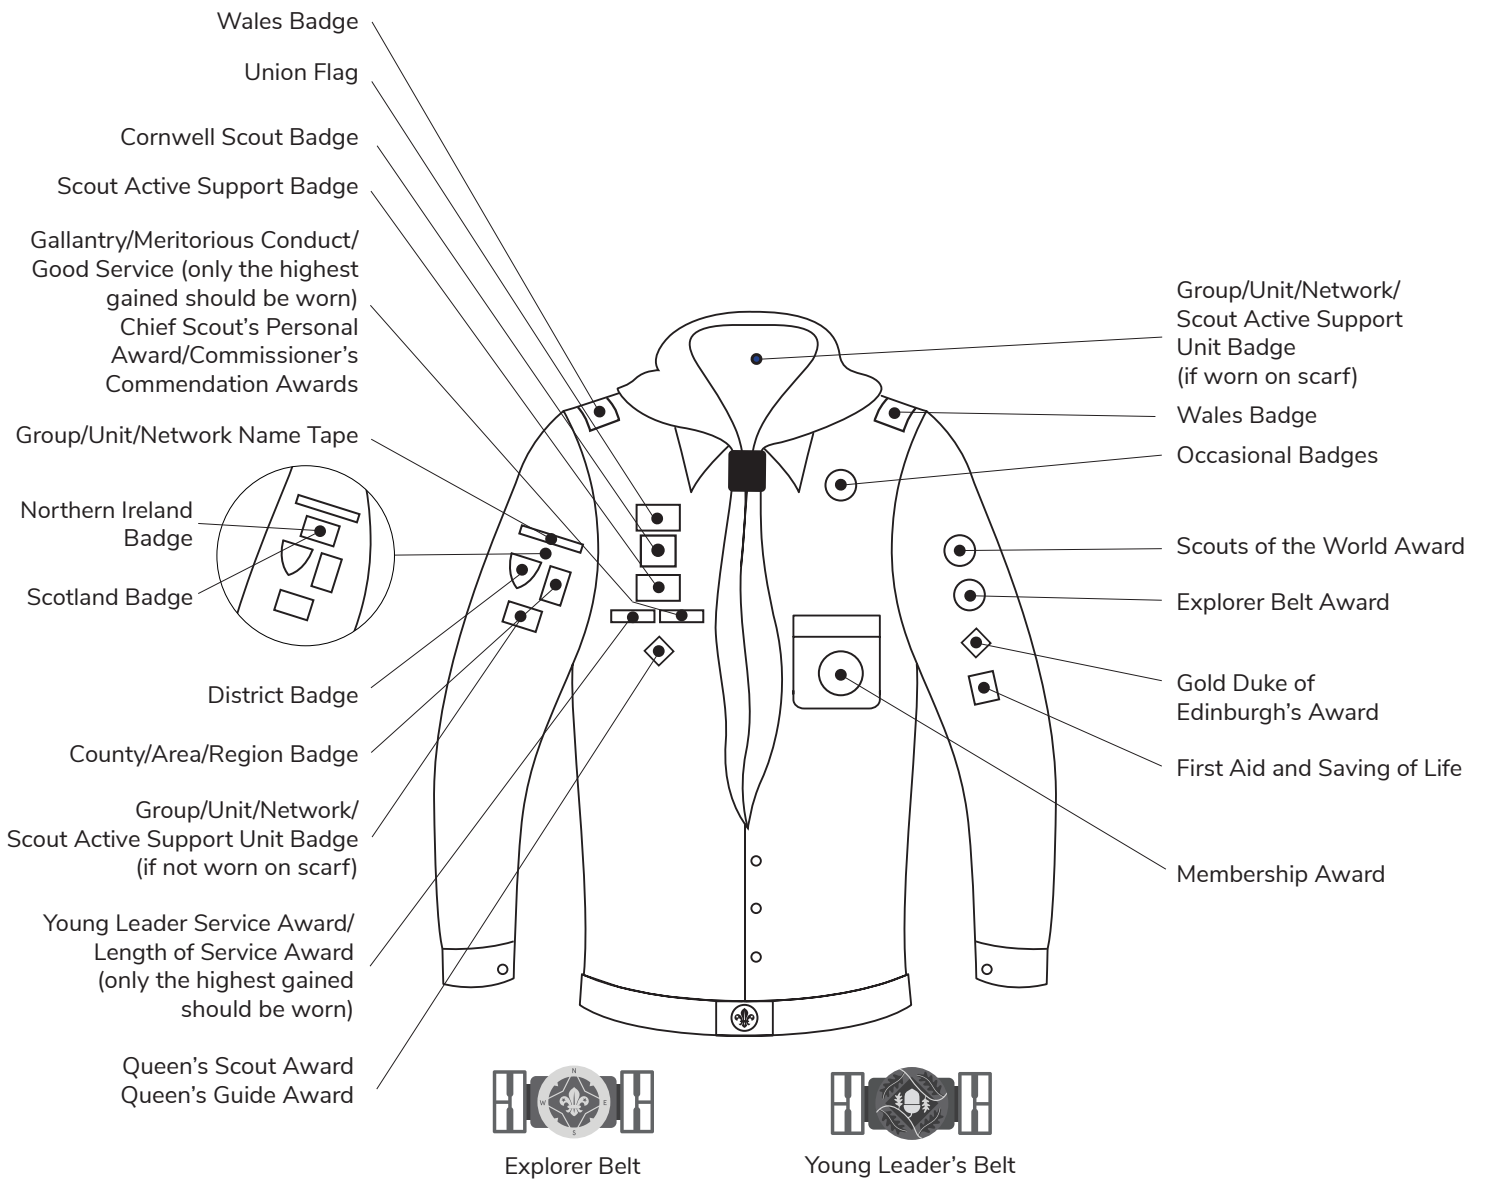 Wales Badge
Union Flag
Cornwell Scout Badge
Scout Active Support Badge
Gallantry/Meritorious Conduct/
Good Service (only the highest
gained should be worn)
Chief Scout’s Personal
Award/Commissioner’s
Commendation Awards
Group/Unit/Network Name Tape
Northern Ireland
Badge
Scotland Badge
District Badge
County/Area/Region Badge
Group/Unit/Network/
Scout Active Support Unit Badge
(if not worn on scarf)
Young Leader Service Award/
Length of Service Award
(only the highest gained
should be worn)
Queen’s Scout Award
Queen’s Guide Award
Group/Unit/Network/
Scout Active Support
Unit Badge
(if worn on scarf)
Wales Badge
Occasional Badges
Scouts of the World Award
Explorer Belt Award
Gold Duke of
Edinburgh’s Award
First Aid and Saving of Life
Membership Award
N
W E
S
Explorer Belt
Young Leader’s Belt